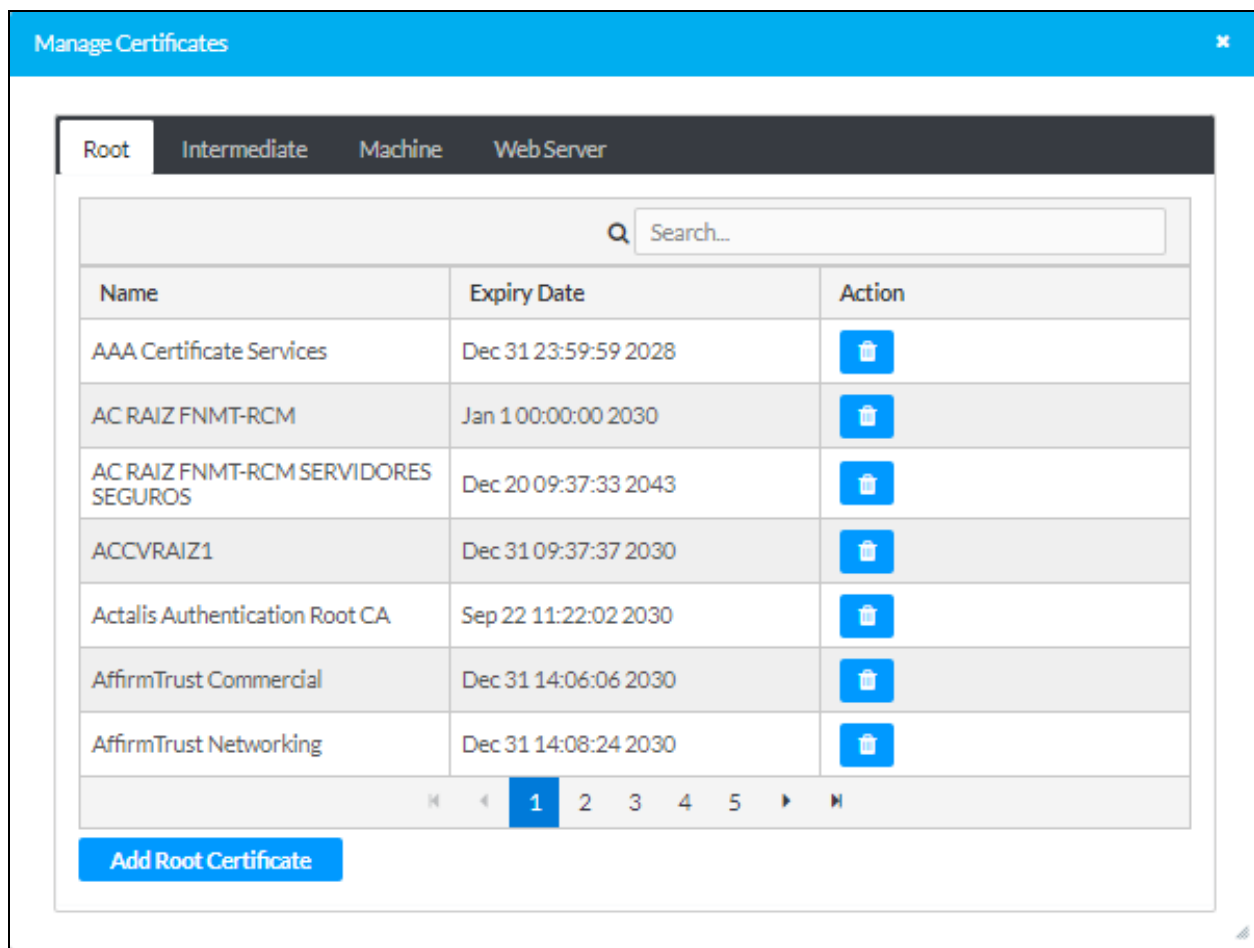 Manage Certificates
Root Intermediate Machine Web Server
Search...
Name Expiry Date Action
AAA Certificate Services Dec 31 23:59:59 2028
AC RAIZ FNMT-RCM Jan 1 00:00:00 2030
AC RAIZ FNMT-RCM SERVIDORES
SEGUROS Dec 20 09:37:33 2043
ACCVRAIZ1 Dec 31 09:37:37 2030
Actalis Authentication Root CA Sep 22 11:22:02 2030
AffirmTrust Commercial Dec 31 14:06:06 2030
AffirmTrust Networking Dec 31 14:08:24 2030
1 2 3 4 5
Add Root Certificate